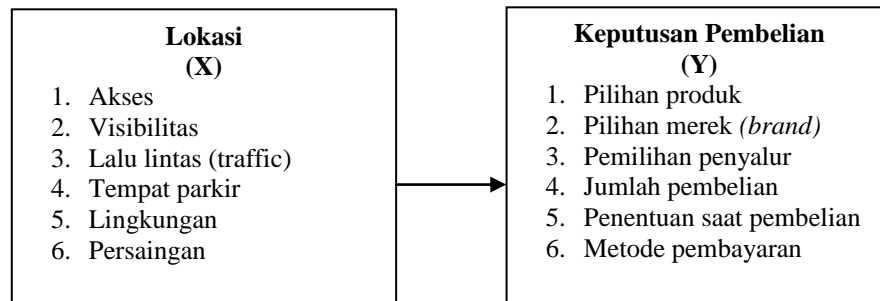 Lokasi
(X)
1. Akses
2. Visibilitas
3. Lalu lintas (traffic)
4. Tempat parkir
5. Lingkungan
6. Persaingan
Keputusan Pembelian
(Y)
1. Pilihan produk
2. Pilihan merek (brand)
3. Pemilihan penyalur
4. Jumlah pembelian
5. Penentuan saat pembelian
6. Metode pembayaran